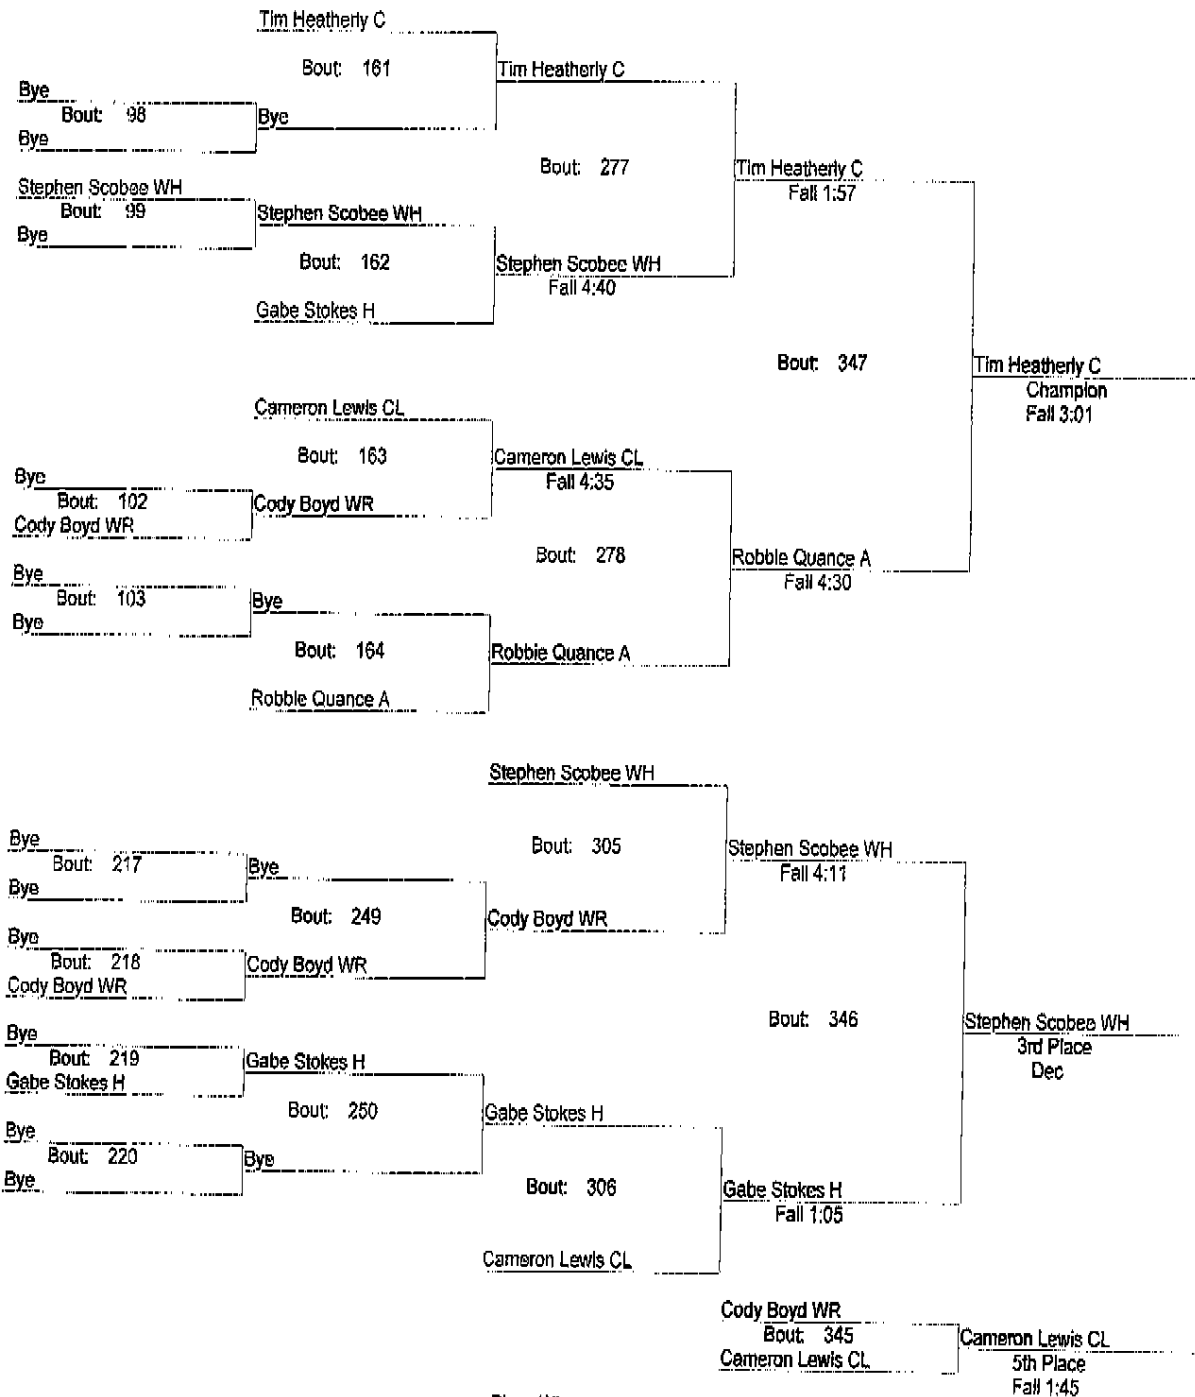 Tim Heatherly C
Bout: 161
Tim Heatherly C
Bye
Bout: 98
Bye
Bye
Bout: 277
Tim Heatherly C
Fall 1:57
Stephen Scobee WH
Bout: 99
Stephen Scobee WH
Bye
Bout: 162
Stephen Scobee WH
Fall 4:40
Gabe Stokes H
Bout: 347
Tim Heatherly C
Champion
Fall 3:01
Cameron Lewis CL
Bout: 163
Cameron Lewis CL
Fall 4:35
Bye
Bout: 102
Cody Boyd WR
Cody Boyd WR
Bout: 278
Robbie Quance A
Fall 4:30
Bye
Bout: 103
Bye
Bye
Bout: 164
Robbie Quance A
Robbie Quance A
Stephen Scobee WH
Bout: 305
Stephen Scobee WH
Fall 4:11
Bye
Bout: 217
Bye
Bye
Bout: 249
Cody Boyd WR
Bye
Bout: 218
Cody Boyd WR
Cody Boyd WR
Bout: 346
Stephen Scobee WH
3rd Place
Dec
Bye
Bout: 219
Gabe Stokes H
Gabe Stokes H
Bout: 250
Gabe Stokes H
Bye
Bout: 220
Bye
Bye
Bout: 306
Gabe Stokes H
Fall 1:05
Cameron Lewis CL
Cody Boyd WR
Bout: 345
Cameron Lewis CL
Cameron Lewis CL
5th Place
Fall 1:45